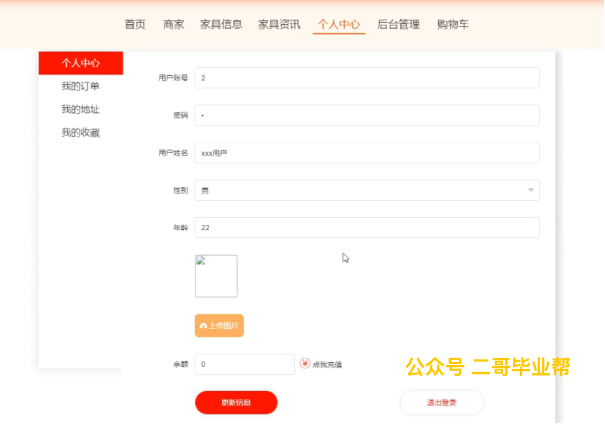 首页 商家 家具信息 家具资讯 个人中心 后台管理 购物车
个人中心
我的订单
我的地址
我的收藏
用户账号 2
密码 •
用户姓名 xxx用户
性别 男
年龄 22
上传图片
余额 0 点我充值
公众号 二哥毕业帮
更新信息 退出登录